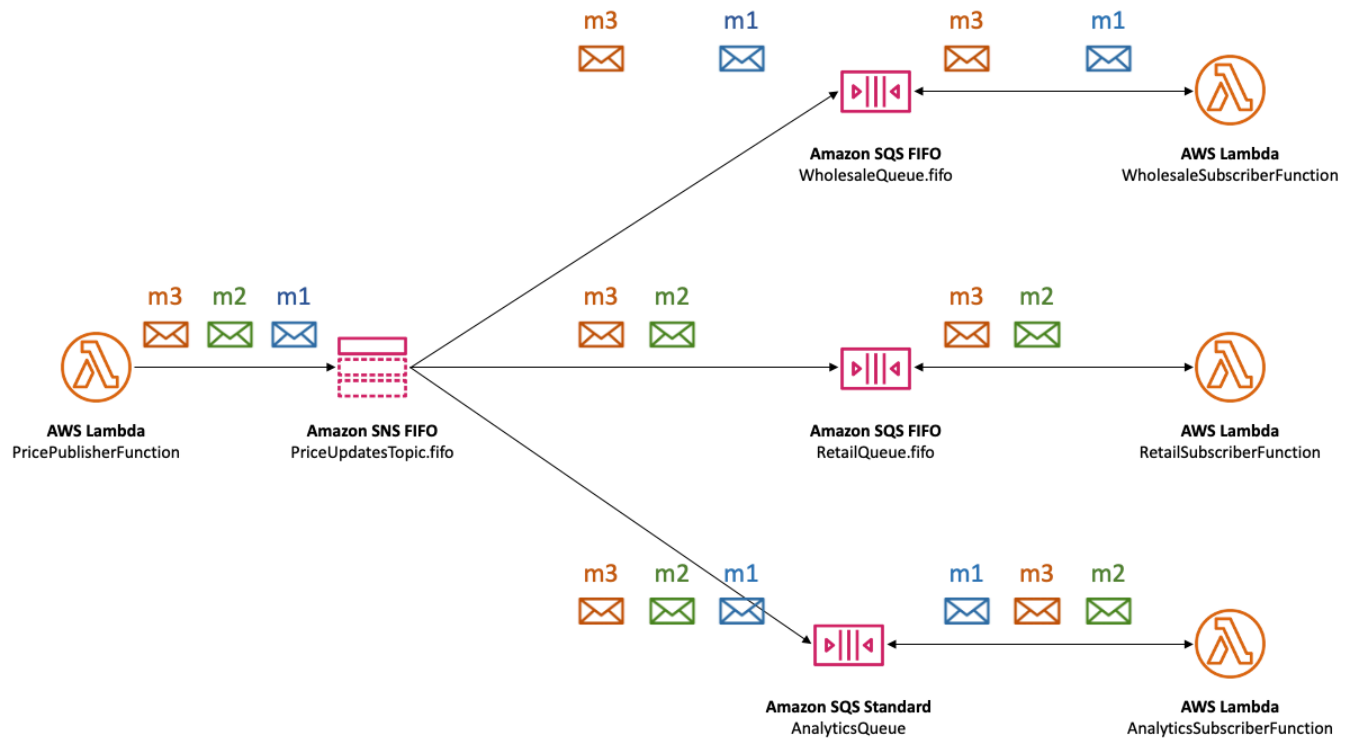 m3 m1 m3 m1
Amazon SQS FIFO
WholesaleQueue.fifo
AWS Lambda
WholesaleSubscriberFunction
m3 m2 m1 m3 m2 m3 m2
AWS Lambda
PricePublisherFunction
Amazon SNS FIFO
PriceUpdatesTopic.fifo
Amazon SQS FIFO
RetailQueue.fifo
AWS Lambda
RetailSubscriberFunction
m3 m2 m1 m1 m3 m2
Amazon SQS Standard
AnalyticsQueue
AWS Lambda
AnalyticsSubscriberFunction